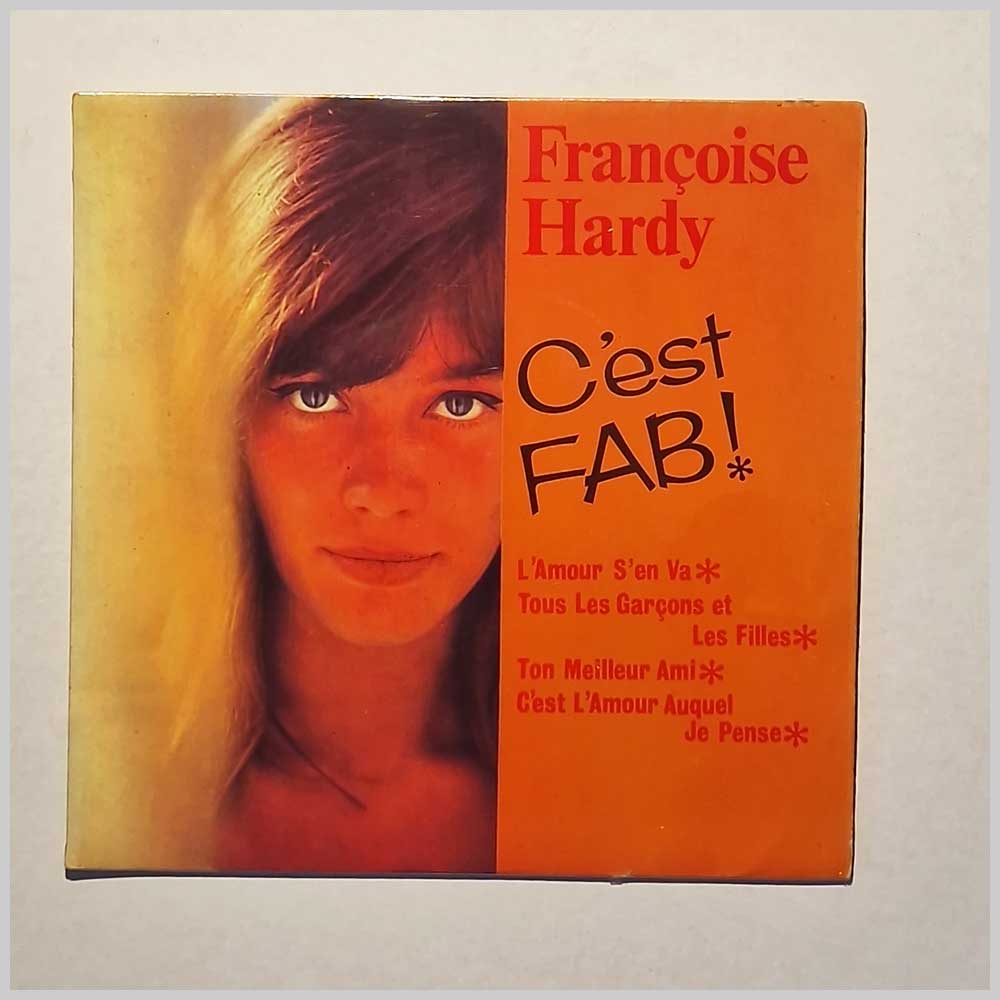 Françoise
Hardy
C'est
FAB!*
L'Amour S'en Va*
Tous Les Garçons et
Les Filles*
Ton Meilleur Ami*
C'est L'Amour Auquel
Je Pense*